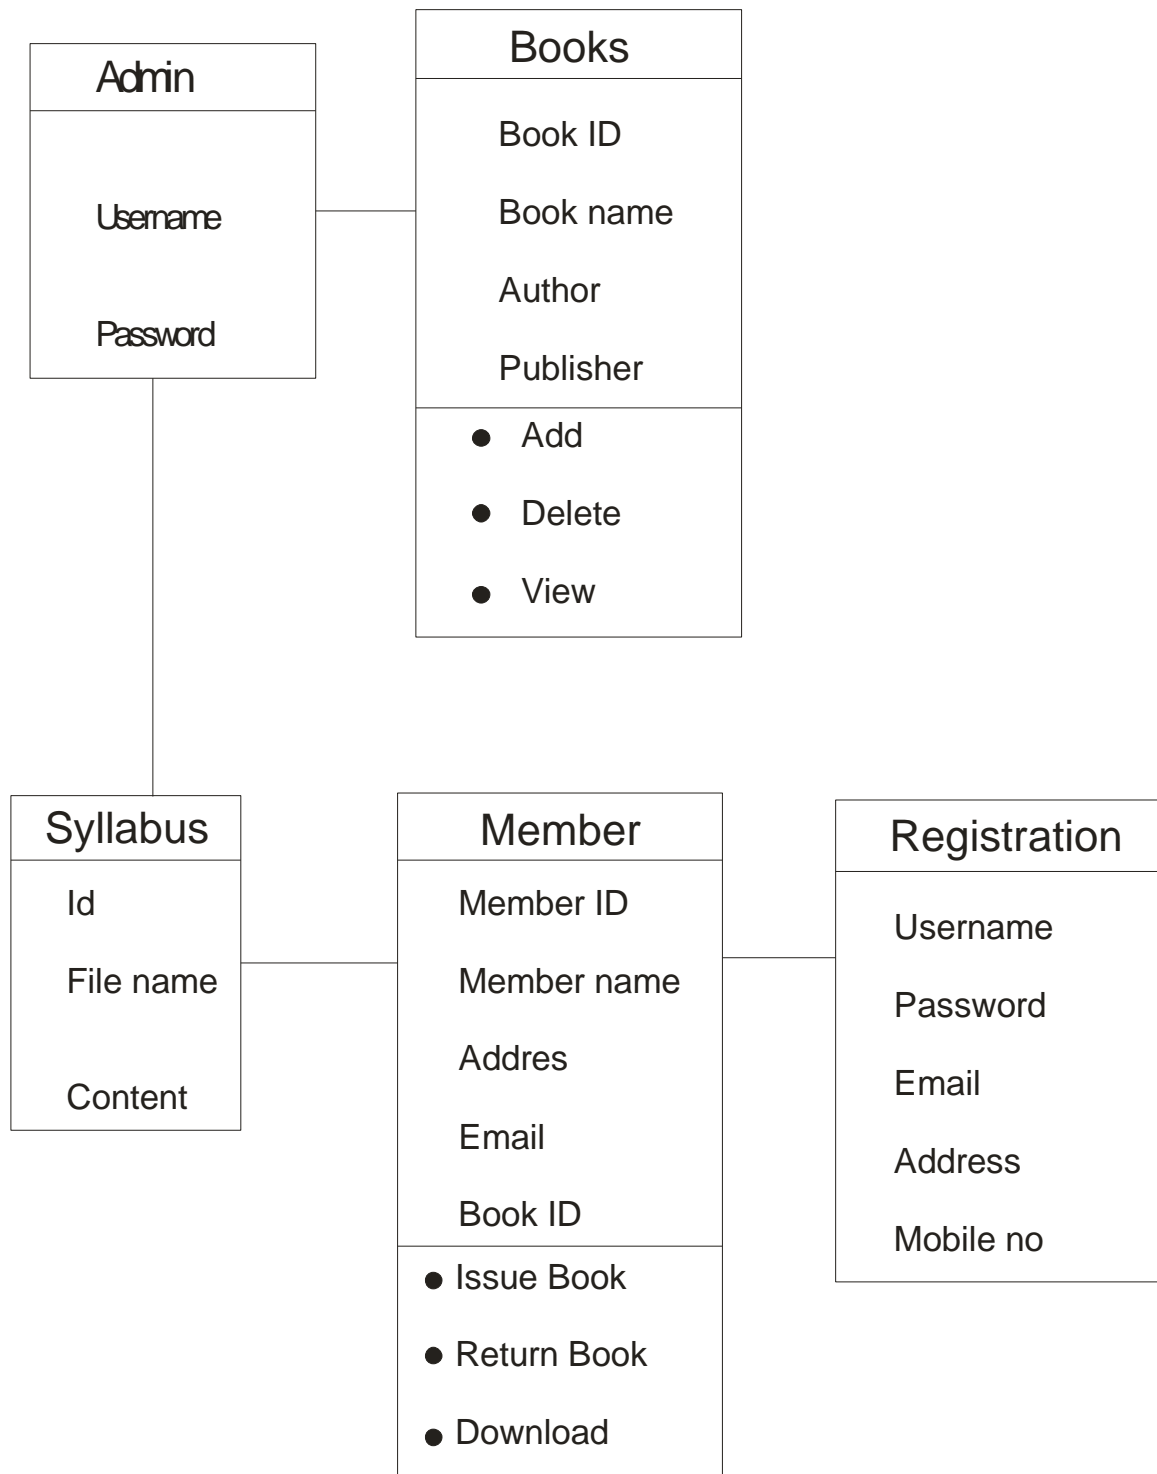 Admin
Username
Password
Books
Book ID
Book name
Author
Publisher
● Add
● Delete
● View
Syllabus
Id
File name
Content
Member
Member ID
Member name
Addres
Email
Book ID
● Issue Book
● Return Book
● Download
Registration
Username
Password
Email
Address
Mobile no